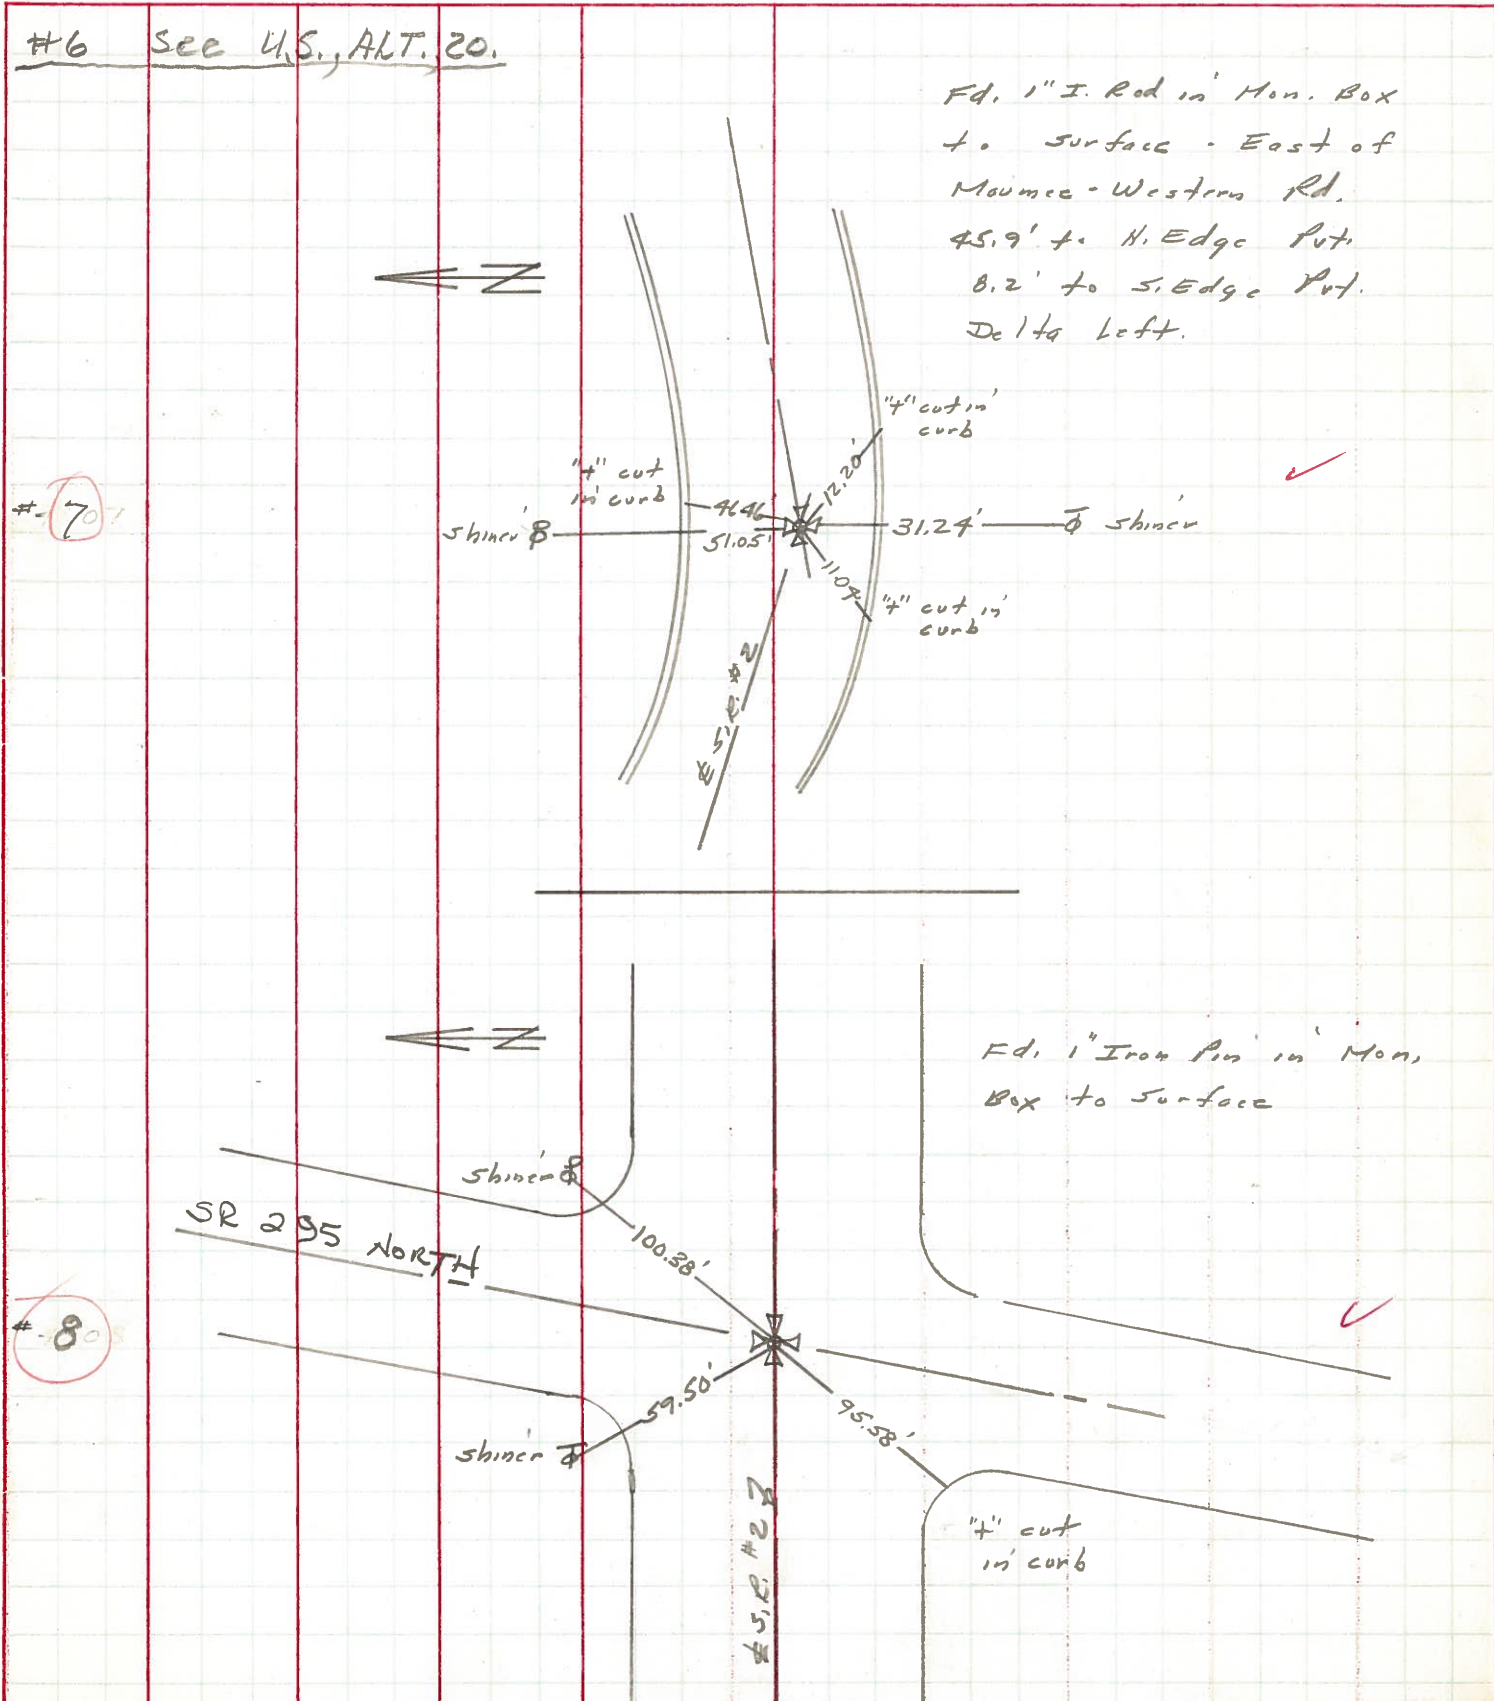 #6 See U.S., ALT. 20.
Fd. 1" I. Rod in Mon. Box
to Surface - East of
Moumee - Western Rd.
45.9' to N. Edge Pvt.
8.2' to S. Edge Pvt.
Delta Left.
"+" cut in
curb
"+" cut
in curb
12.20'
46.46'
# 7
shiner
51.05'
31.24'
shiner
11.04'
"+" cut in
curb
℄ S.R. #2
Fd. 1" Iron Pin in Mon.
Box to Surface
shiner
SR 295 NORTH
100.38'
# 8
59.50'
95.58'
shiner
"+" cut
in curb
℄ S.R. #2